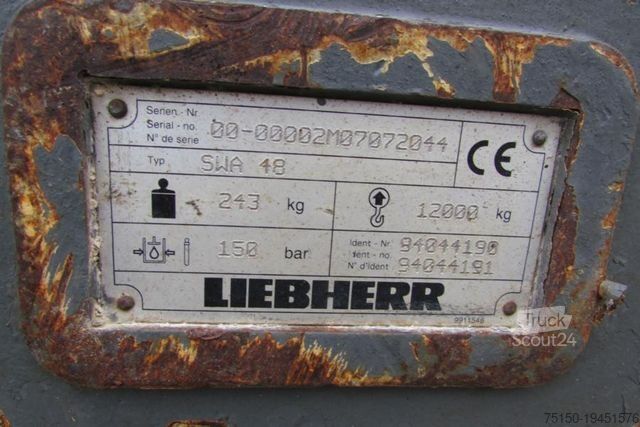 Serien.-Nr
Serial-no.
N° de serie
00-00002M07072044
CE
Typ
SWA 48
243 kg
12000 kg
150 bar
Ident-Nr
Ident-no.
N° d'Ident
94044190
94044191
LIEBHERR
9911548
Truck
Scout24
75150-19451576